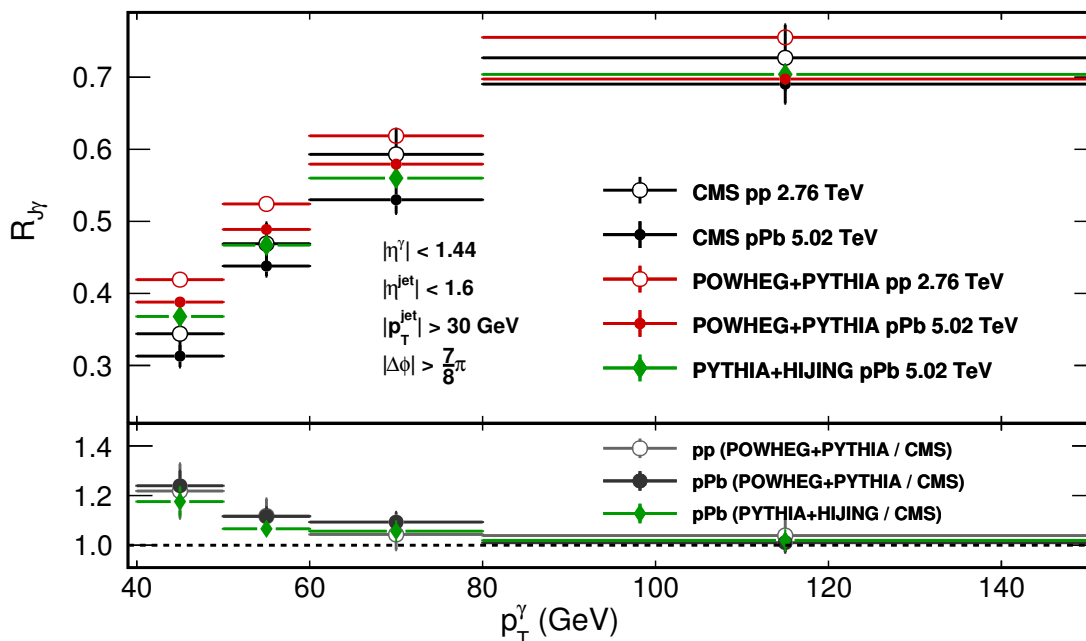 R_Jγ
0.7
0.6
0.5
0.4
0.3
|η^γ| < 1.44
|η^jet| < 1.6
|p_T^jet| > 30 GeV
|Δϕ| > 7/8 π
CMS pp 2.76 TeV
CMS pPb 5.02 TeV
POWHEG+PYTHIA pp 2.76 TeV
POWHEG+PYTHIA pPb 5.02 TeV
PYTHIA+HIJING pPb 5.02 TeV
1.4
1.2
1.0
pp (POWHEG+PYTHIA / CMS)
pPb (POWHEG+PYTHIA / CMS)
pPb (PYTHIA+HIJING / CMS)
40 60 80 100 120 140
p_T^γ (GeV)